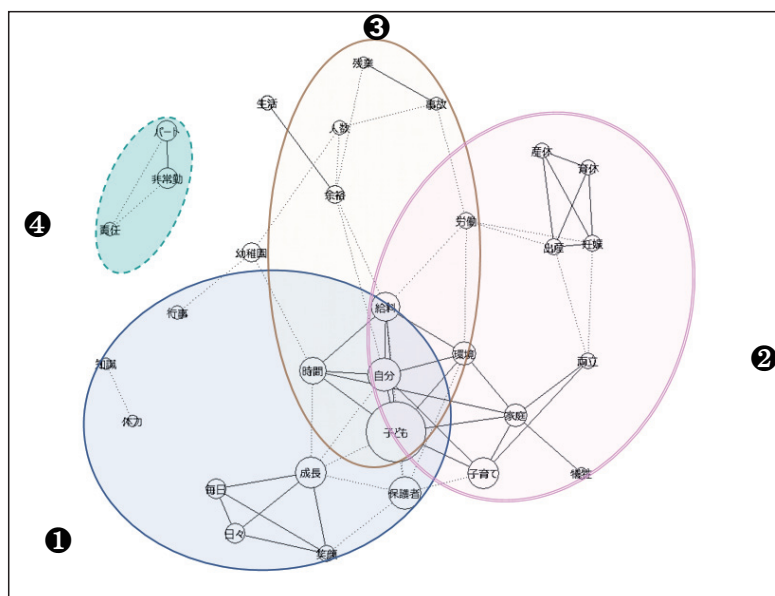 ❸
残業
生活
事故
人数
パート
産休
育休
非常勤
余裕
労働
責任
❹
出産
妊娠
幼稚園
給料
行事
環境
両立
❷
知識
時間
自分
体力
家庭
子ども
成長
子育て
犠牲
毎日
保護者
日々
❶
笑顔